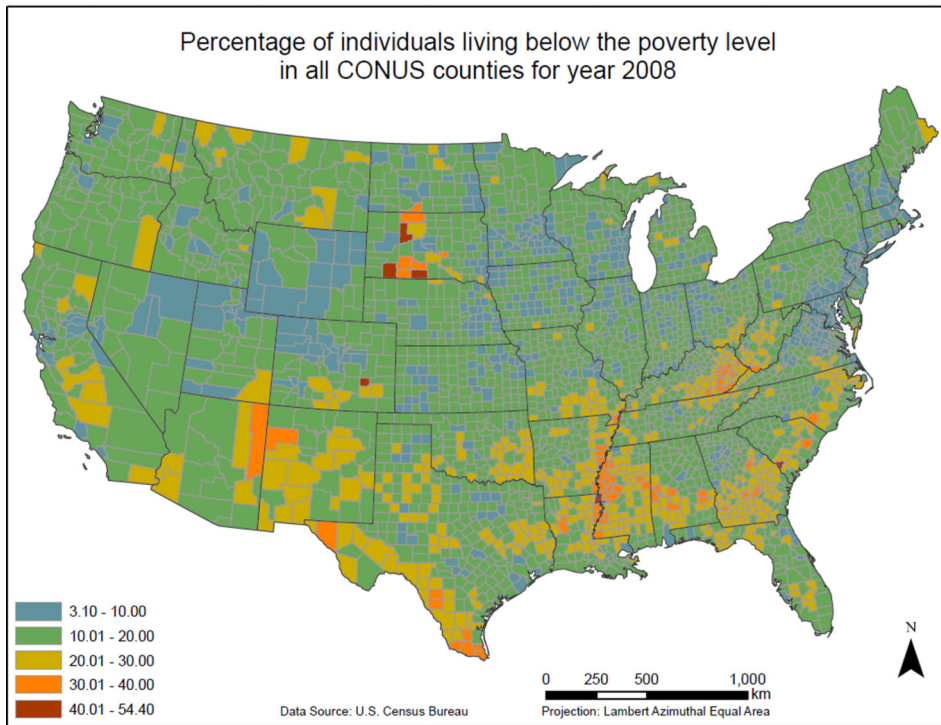 Percentage of individuals living below the poverty level
in all CONUS counties for year 2008
3.10 - 10.00
10.01 - 20.00
20.01 - 30.00
30.01 - 40.00
40.01 - 54.40
Data Source: U.S. Census Bureau
N
0 250 500 1,000
km
Projection: Lambert Azimuthal Equal Area